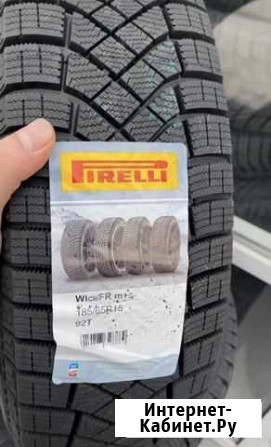 PIRELLI
WIceFR m+s
185/65R15
92T
Интернет-
Кабинет.Ру